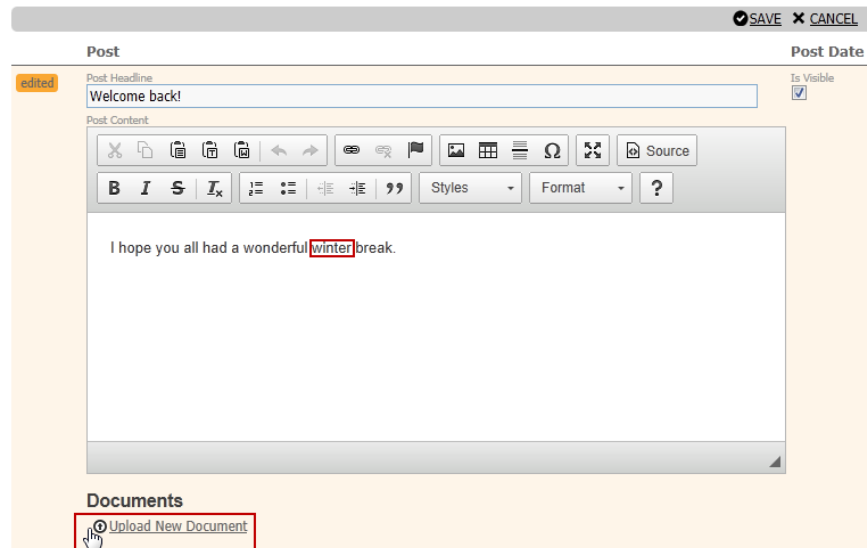 SAVE CANCEL
Post Post Date
edited
Post Headline
Is Visible
Welcome back!
Post Content
Source
B I S Tx
Styles Format ?
I hope you all had a wonderful winter break.
Documents
Upload New Document